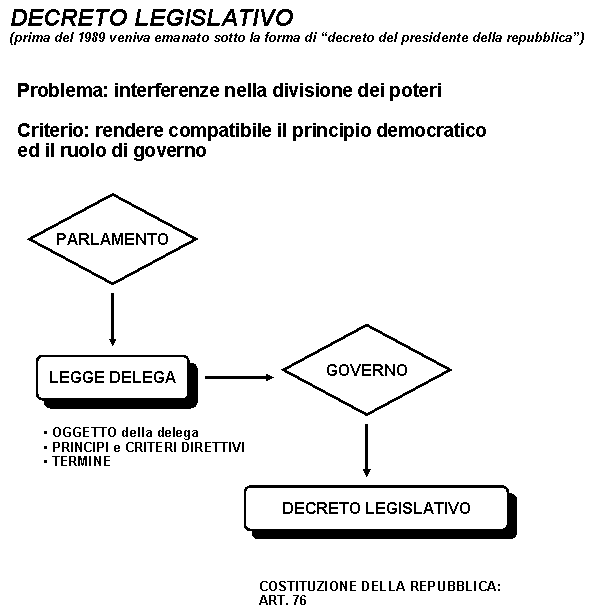 DECRETO LEGISLATIVO
(prima del 1989 veniva emanato sotto la forma di “decreto del presidente della repubblica”)
Problema: interferenze nella divisione dei poteri
Criterio: rendere compatibile il principio democratico
ed il ruolo di governo
PARLAMENTO
LEGGE DELEGA
GOVERNO
• OGGETTO della delega
• PRINCIPI e CRITERI DIRETTIVI
• TERMINE
DECRETO LEGISLATIVO
COSTITUZIONE DELLA REPUBBLICA:
ART. 76